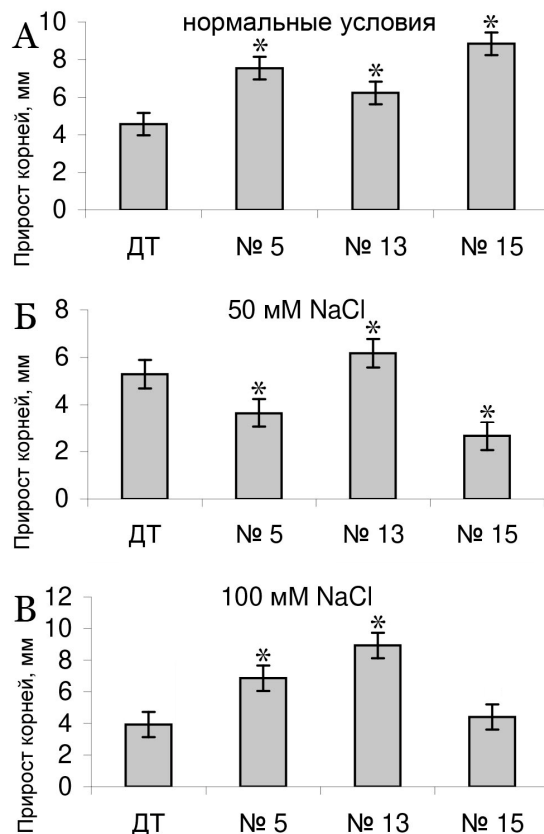 А
нормальные условия
Прирост корней, мм
10
8
6
4
2
0
*
*
*
ДТ № 5 № 13 № 15
Б
50 мМ NaCl
Прирост корней, мм
8
6
4
2
0
*
*
*
ДТ № 5 № 13 № 15
В
100 мМ NaCl
Прирост корней, мм
12
10
8
6
4
2
0
*
*
ДТ № 5 № 13 № 15